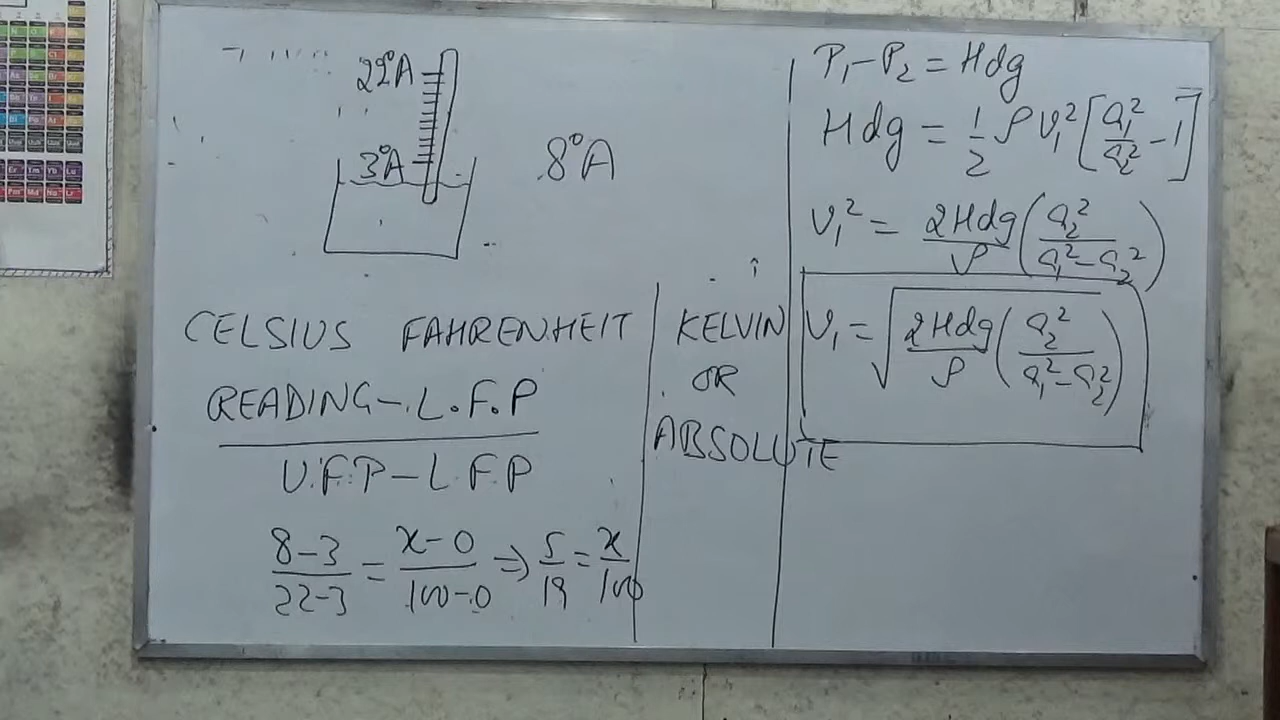 22°A
3°A
8°A
CELSIUS FAHRENHEIT
READING - L.F.P
U.F.P - L.F.P
8-3 / 22-3 = x-0 / 100-0 ⇒ 5/19 = x/100
KELVIN
OR
ABSOLUTE
P₁-P₂ = Hdg
Hdg = 1/2 ρ v₁² [a₁²/a₂² - 1]
v₁² = 2Hdg/ρ (a₂² / a₁²-a₂²)
v₁ = √ 2Hdg/ρ (a₂² / a₁²-a₂²)